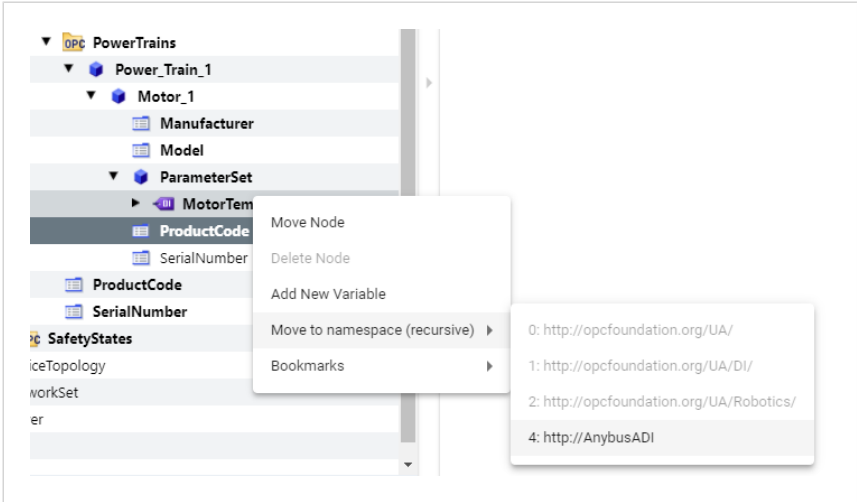 OPC PowerTrains
Power_Train_1
Motor_1
Manufacturer
Model
ParameterSet
DI MotorTem
ProductCode
SerialNumber
ProductCode
SerialNumber
PC SafetyStates
iceTopology
workSet
er
Move Node
Delete Node
Add New Variable
Move to namespace (recursive)
Bookmarks
0: http://opcfoundation.org/UA/
1: http://opcfoundation.org/UA/DI/
2: http://opcfoundation.org/UA/Robotics/
4: http://AnybusADI